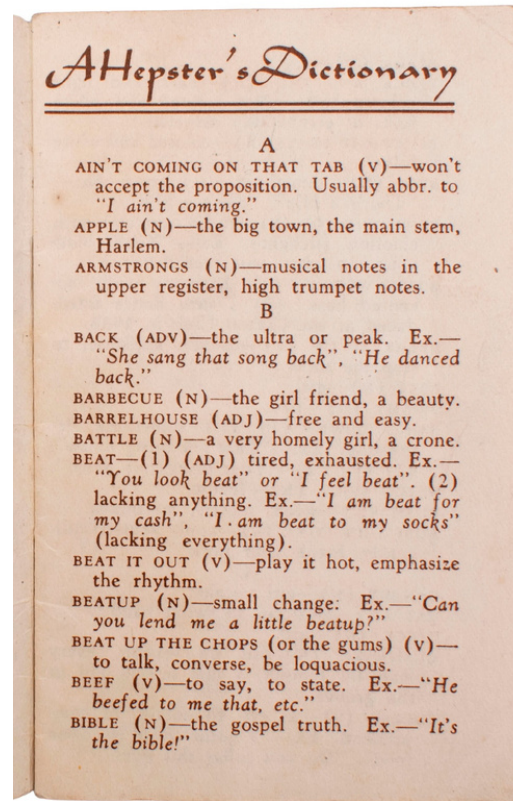 A Hepster's Dictionary
A
AIN'T COMING ON THAT TAB (V)—won't
accept the proposition. Usually abbr. to
"I ain't coming."
APPLE (N)—the big town, the main stem,
Harlem.
ARMSTRONGS (N)—musical notes in the
upper register, high trumpet notes.
B
BACK (ADV)—the ultra or peak. Ex.—
"She sang that song back", "He danced
back."
BARBECUE (N)—the girl friend, a beauty.
BARRELHOUSE (ADJ)—free and easy.
BATTLE (N)—a very homely girl, a crone.
BEAT—(1) (ADJ) tired, exhausted. Ex.—
"You look beat" or "I feel beat". (2)
lacking anything. Ex.—"I am beat for
my cash", "I am beat to my socks"
(lacking everything).
BEAT IT OUT (V)—play it hot, emphasize
the rhythm.
BEATUP (N)—small change. Ex.—"Can
you lend me a little beatup?"
BEAT UP THE CHOPS (or the gums) (V)—
to talk, converse, be loquacious.
BEEF (V)—to say, to state. Ex.—"He
beefed to me that, etc."
BIBLE (N)—the gospel truth. Ex.—"It's
the bible!"